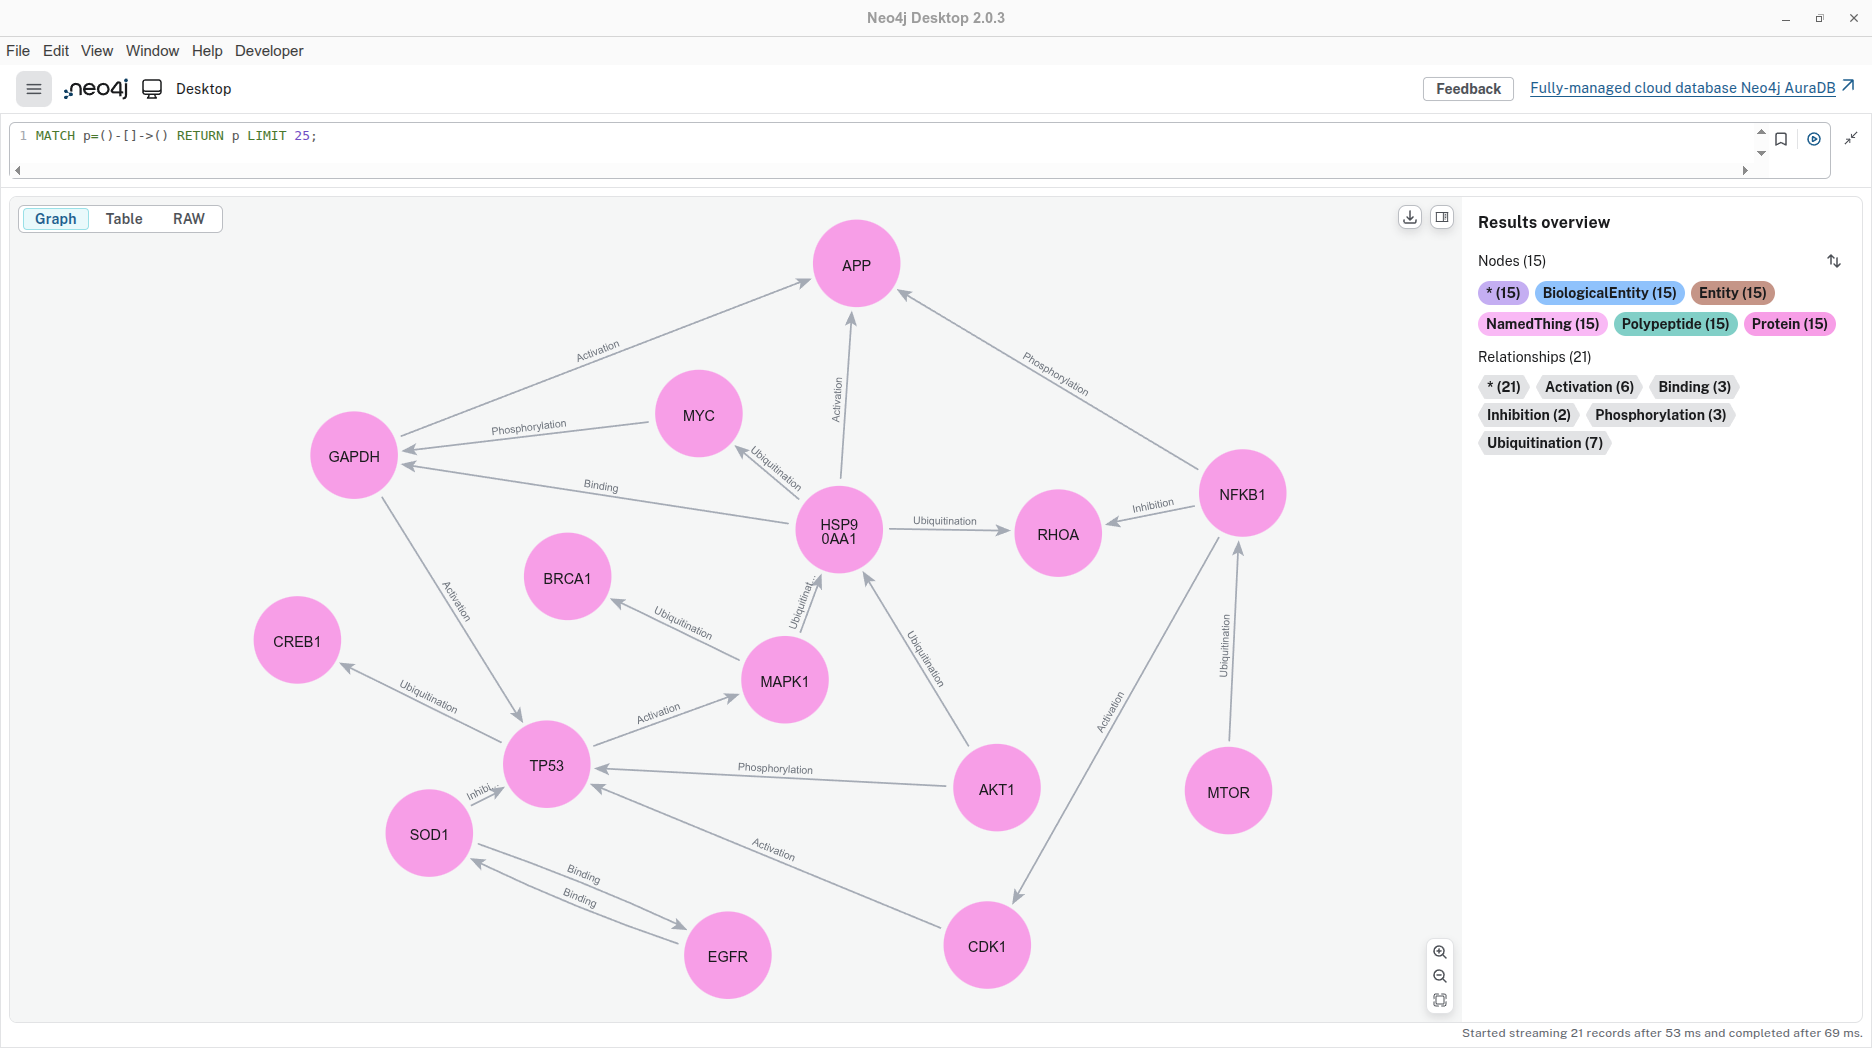 Neo4j Desktop 2.0.3
File Edit View Window Help Developer
neo4j Desktop
Feedback
Fully-managed cloud database Neo4j AuraDB
1 MATCH p=()-[]->() RETURN p LIMIT 25;
Graph Table RAW
APP
Activation
Phosphorylation
Activation
MYC
Phosphorylation
GAPDH
Ubiquitination
Binding
NFKB1
Inhibition
HSP9
0AA1
Ubiquitination
RHOA
BRCA1
Activation
Ubiquitinat...
Ubiquitination
CREB1
Ubiquitination
Ubiquitination
MAPK1
Ubiquitination
Activation
Activation
TP53
Phosphorylation
AKT1
MTOR
Inhibi...
SOD1
Activation
Binding
Binding
CDK1
EGFR
Results overview
Nodes (15)
* (15) BiologicalEntity (15) Entity (15)
NamedThing (15) Polypeptide (15) Protein (15)
Relationships (21)
* (21) Activation (6) Binding (3)
Inhibition (2) Phosphorylation (3)
Ubiquitination (7)
Started streaming 21 records after 53 ms and completed after 69 ms.